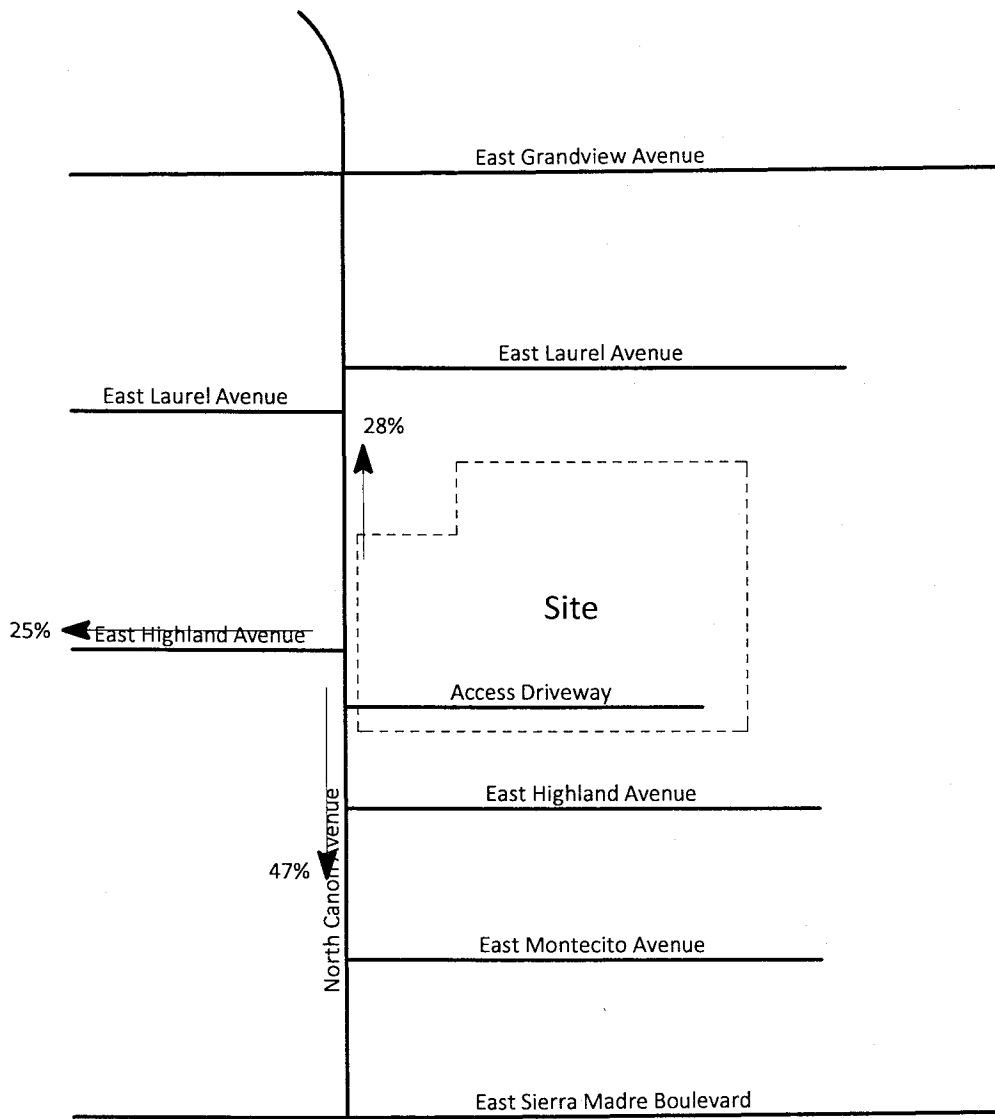 East Grandview Avenue
East Laurel Avenue
East Laurel Avenue
28%
Site
25%
East Highland Avenue
Access Driveway
East Highland Avenue
North Canon Avenue
47%
East Montecito Avenue
East Sierra Madre Boulevard